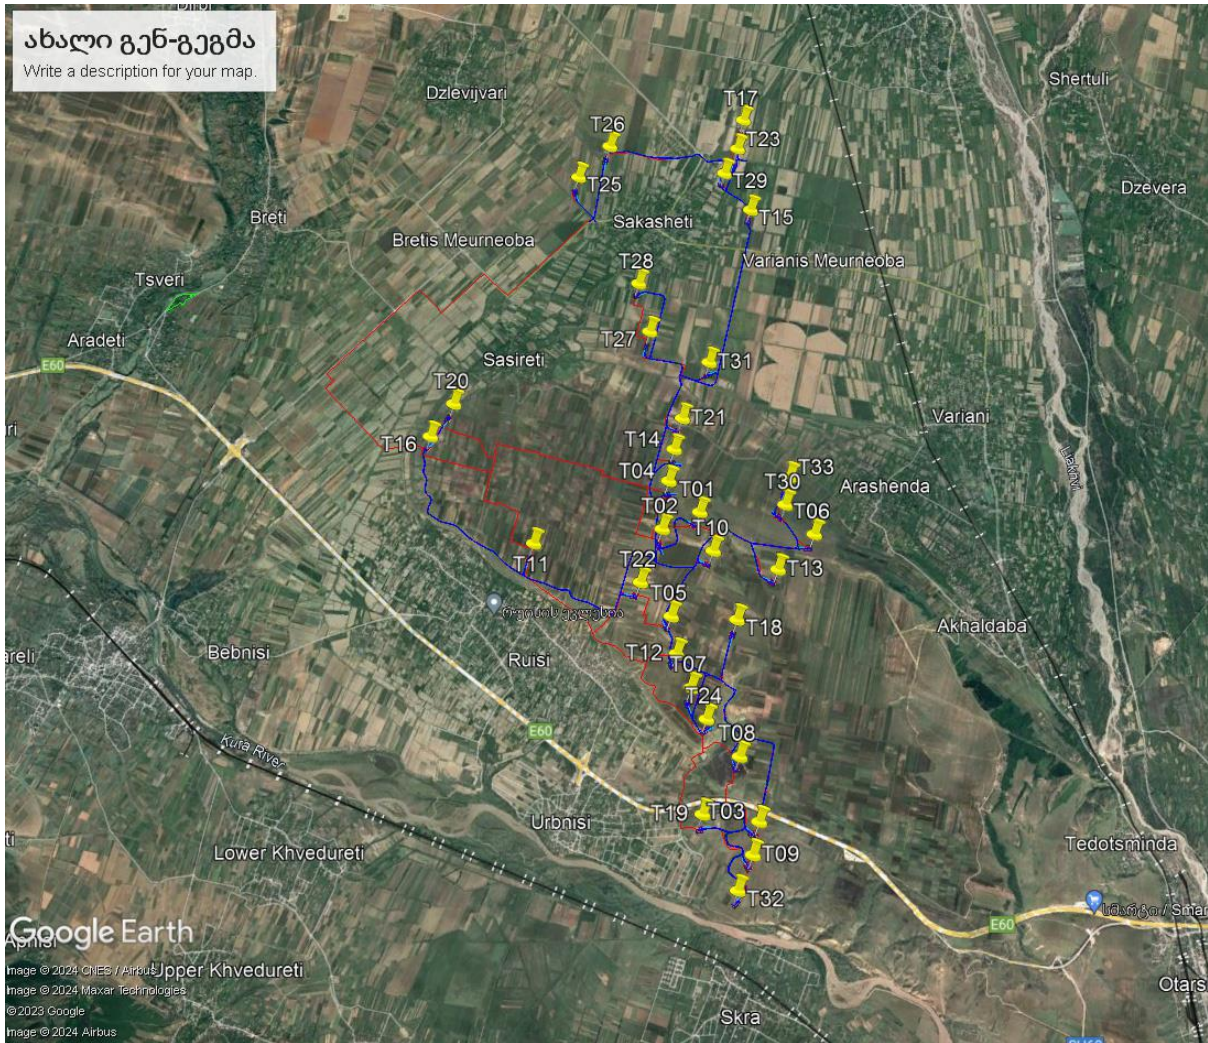 ახალი გენ-გეგმა
Write a description for your map.
Dzlevijvari
Shertuli
T17
T26
T23
T25
T29
Dzevera
T15
Breti
Sakasheti
Bretis Meurneoba
Varianis Meurneoba
T28
Tsveri
T27
Aradeti
Sasireti
T31
E60
T20
T21
Variani
T16
T14
T04
T33
T01
T30
Arashenda
T02
T06
Liakhvi
T10
T11
T22
T13
T05
T18
Akhaldaba
Bebnisi
Ruisi
T12
T07
T24
E60
Kura River
T08
T19
T03
Urbnisi
Lower Khvedureti
T09
Tedotsminda
T32
E60
Google Earth
Image © 2024 CNES / Airbus
Upper Khvedureti
Image © 2024 Maxar Technologies
© 2023 Google
Image © 2024 Airbus
Skra